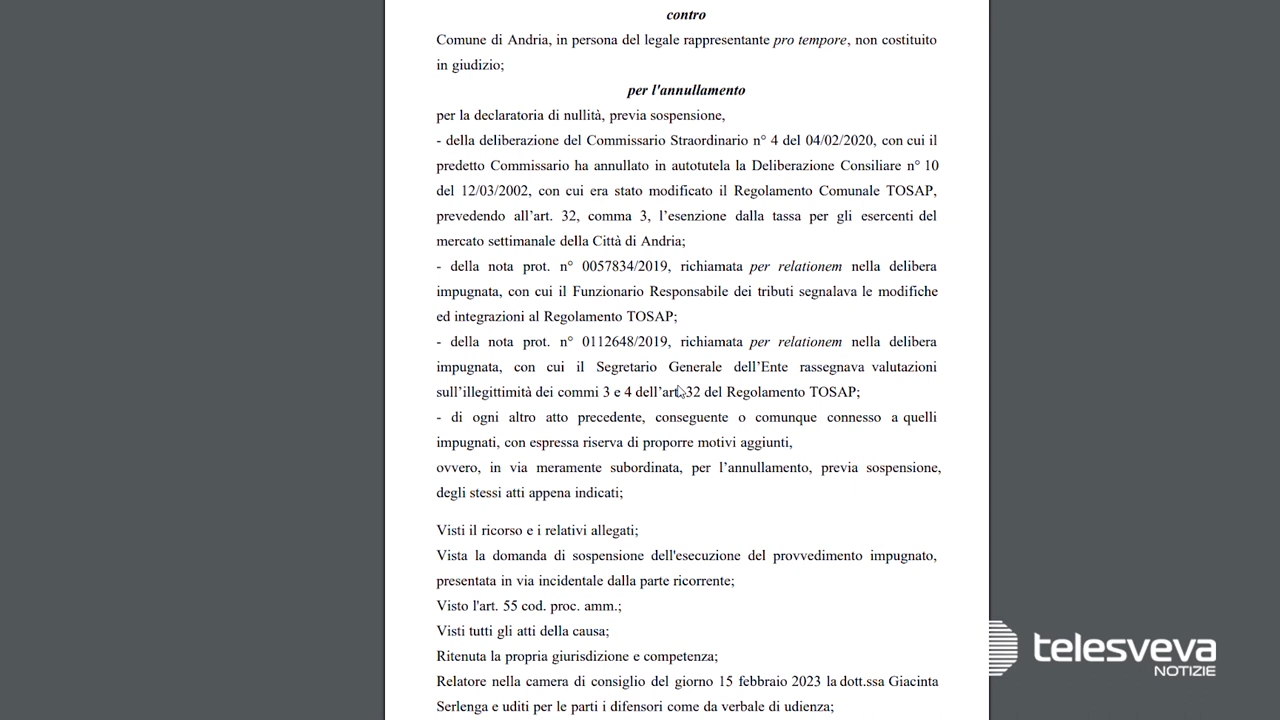 contro
Comune di Andria, in persona del legale rappresentante pro tempore, non costituito
in giudizio;
per l'annullamento
per la declaratoria di nullità, previa sospensione,
- della deliberazione del Commissario Straordinario n° 4 del 04/02/2020, con cui il
predetto Commissario ha annullato in autotutela la Deliberazione Consiliare n° 10
del 12/03/2002, con cui era stato modificato il Regolamento Comunale TOSAP,
prevedendo all’art. 32, comma 3, l’esenzione dalla tassa per gli esercenti del
mercato settimanale della Città di Andria;
- della nota prot. n° 0057834/2019, richiamata per relationem nella delibera
impugnata, con cui il Funzionario Responsabile dei tributi segnalava le modifiche
ed integrazioni al Regolamento TOSAP;
- della nota prot. n° 0112648/2019, richiamata per relationem nella delibera
impugnata, con cui il Segretario Generale dell’Ente rassegnava valutazioni
sull’illegittimità dei commi 3 e 4 dell’art. 32 del Regolamento TOSAP;
- di ogni altro atto precedente, conseguente o comunque connesso a quelli
impugnati, con espressa riserva di proporre motivi aggiunti,
ovvero, in via meramente subordinata, per l’annullamento, previa sospensione,
degli stessi atti appena indicati;
Visti il ricorso e i relativi allegati;
Vista la domanda di sospensione dell'esecuzione del provvedimento impugnato,
presentata in via incidentale dalla parte ricorrente;
Visto l'art. 55 cod. proc. amm.;
Visti tutti gli atti della causa;
Ritenuta la propria giurisdizione e competenza;
Relatore nella camera di consiglio del giorno 15 febbraio 2023 la dott.ssa Giacinta
Serlenga e uditi per le parti i difensori come da verbale di udienza;
telesveva
NOTIZIE